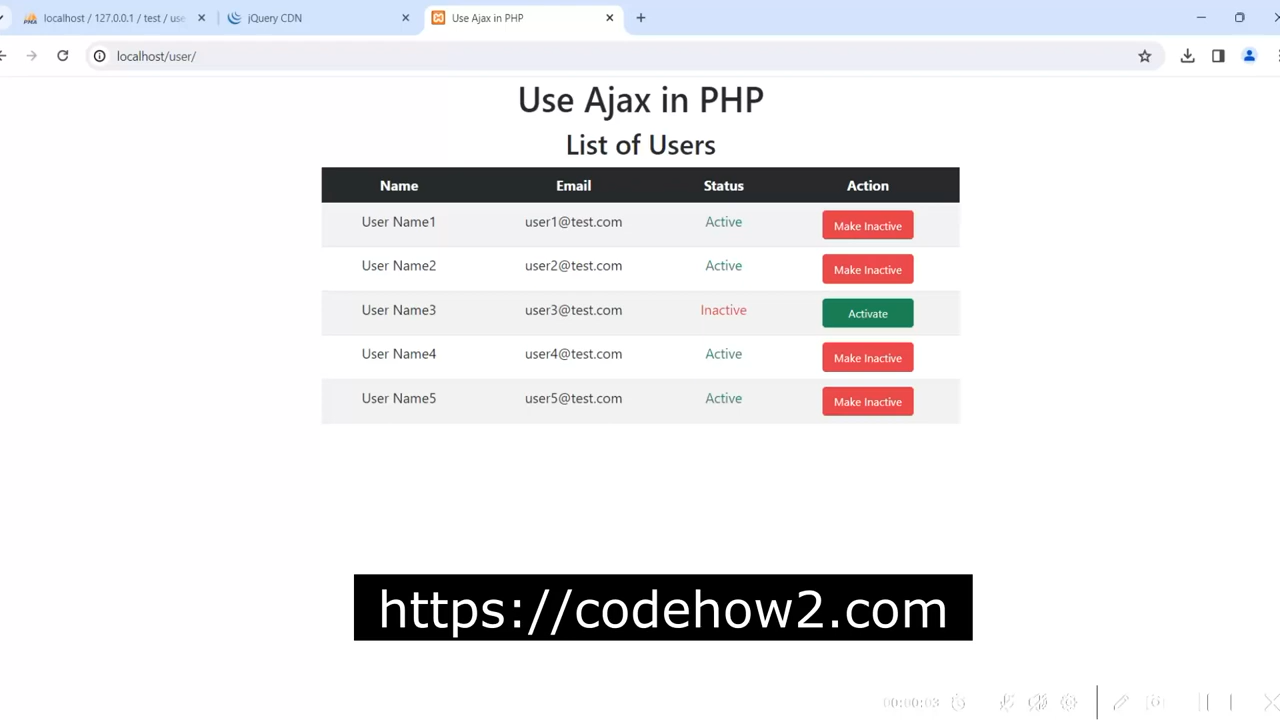 localhost / 127.0.0.1 / test / use
jQuery CDN
Use Ajax in PHP
localhost/user/
Use Ajax in PHP
List of Users
Name Email Status Action
User Name1 user1@test.com Active Make Inactive
User Name2 user2@test.com Active Make Inactive
User Name3 user3@test.com Inactive Activate
User Name4 user4@test.com Active Make Inactive
User Name5 user5@test.com Active Make Inactive
https://codehow2.com
00:00:03